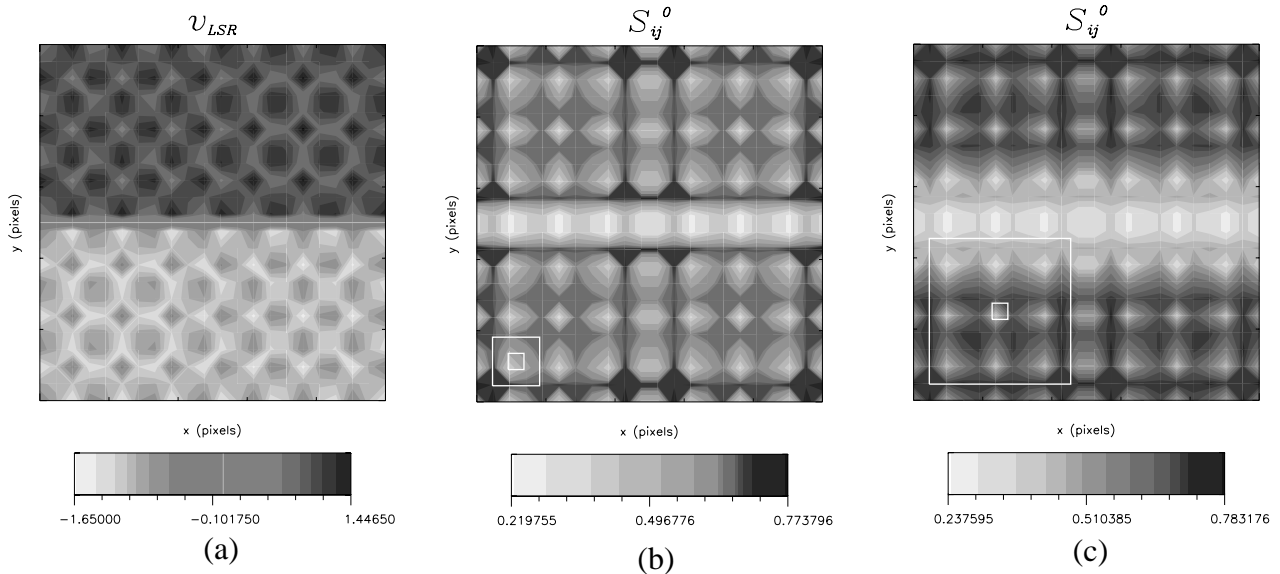 υ_LSR
y (pixels)
x (pixels)
−1.65000 −0.101750 1.44650
(a)
S_ij^0
y (pixels)
x (pixels)
0.219755 0.496776 0.773796
(b)
S_ij^0
y (pixels)
x (pixels)
0.237595 0.510385 0.783176
(c)